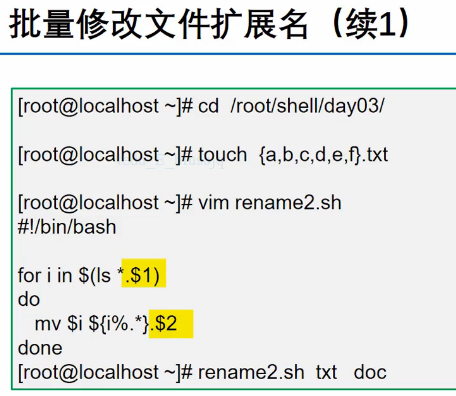 批量修改文件扩展名（续1）
[root@localhost ~]# cd  /root/shell/day03/
[root@localhost ~]# touch  {a,b,c,d,e,f}.txt
[root@localhost ~]# vim rename2.sh
#!/bin/bash
for i in $(ls *.$1)
do
   mv $i ${i%.*}.$2
done
[root@localhost ~]# rename2.sh  txt   doc